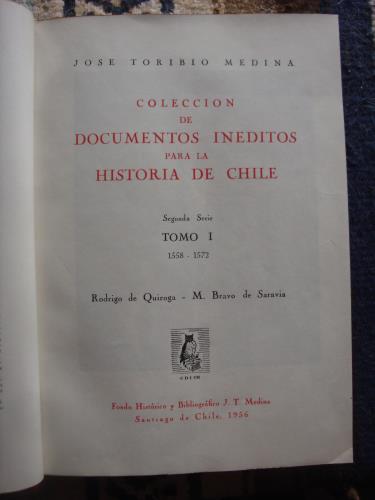 JOSE TORIBIO MEDINA
COLECCION
DE
DOCUMENTOS INEDITOS
PARA LA
HISTORIA DE CHILE
Segunda Serie
TOMO I
1558 - 1572
Rodrigo de Quiroga - M. Bravo de Saravia
Fondo Histórico y Bibliográfico J. T. Medina
Santiago de Chile, 1956